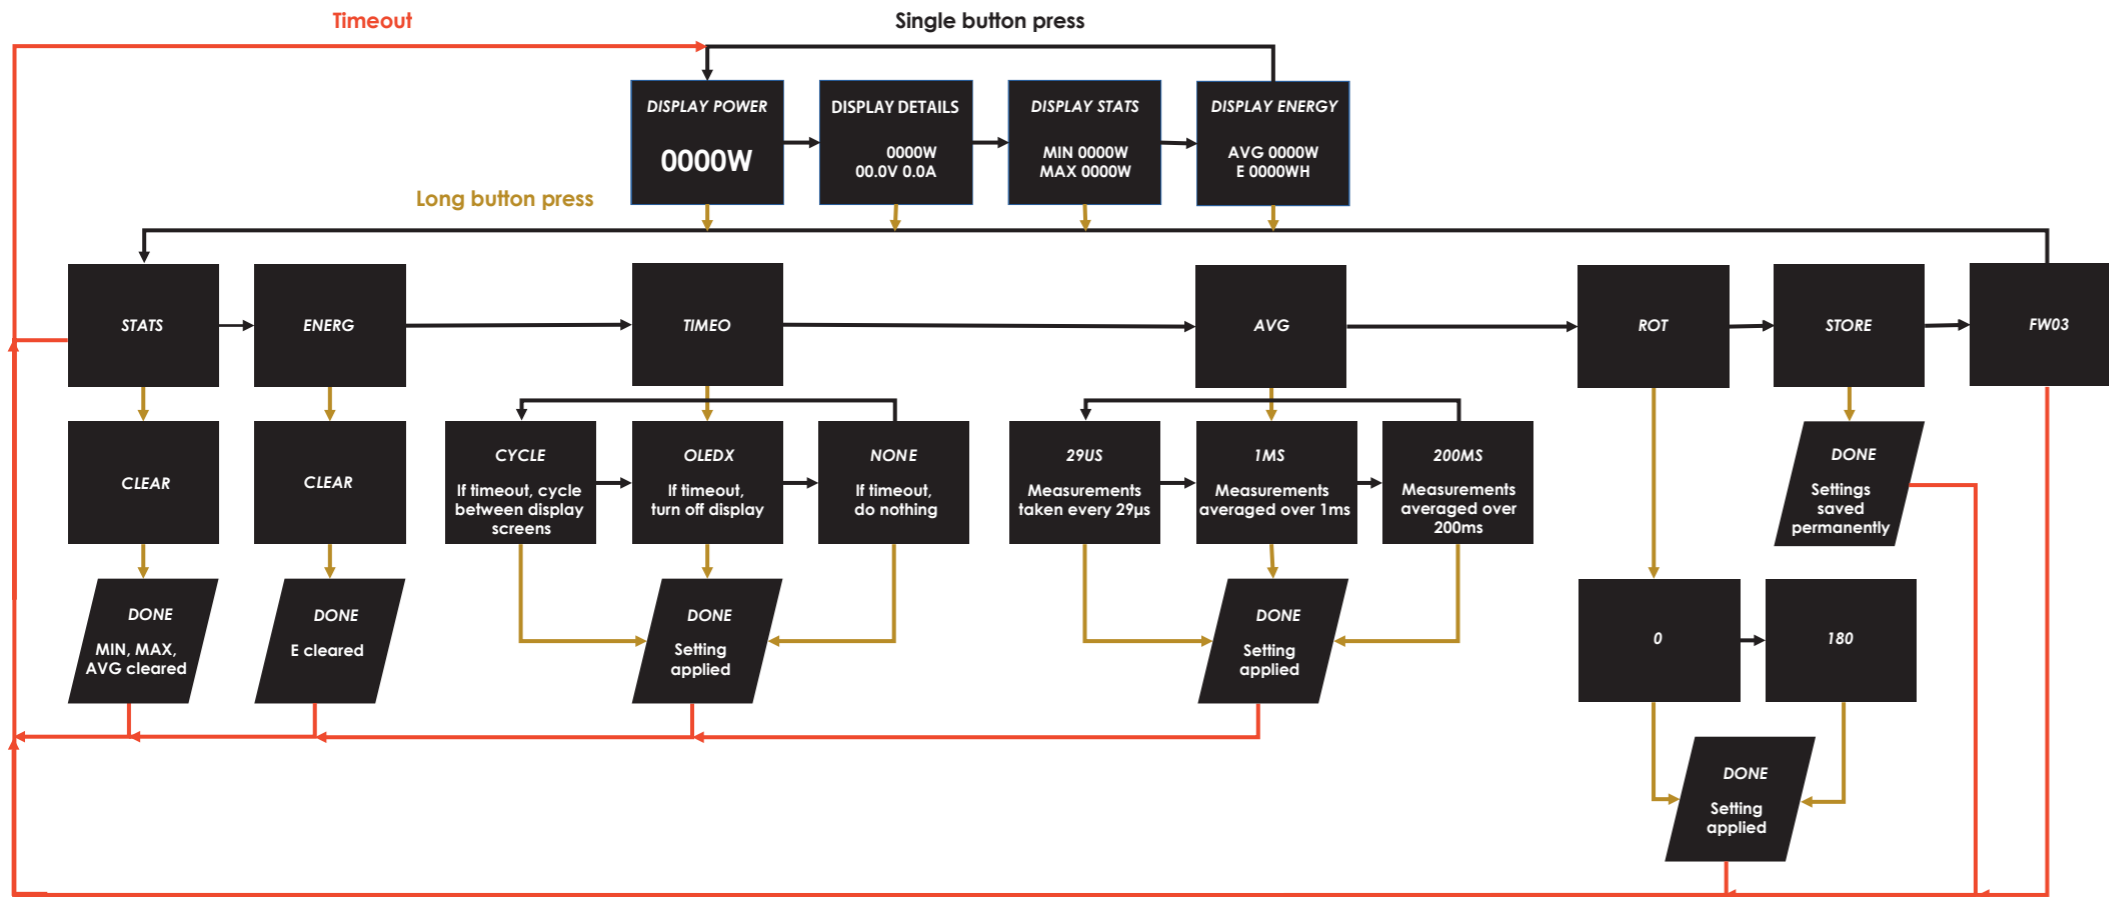 Timeout
Single button press
DISPLAY POWER
0000W
DISPLAY DETAILS
0000W
00.0V 0.0A
DISPLAY STATS
MIN 0000W
MAX 0000W
DISPLAY ENERGY
AVG 0000W
E 0000WH
Long button press
STATS
ENERG
TIMEO
AVG
ROT
STORE
FW03
CLEAR
CLEAR
CYCLE
If timeout, cycle
between display
screens
OLEDX
If timeout,
turn off display
NONE
If timeout,
do nothing
29US
Measurements
taken every 29µs
1MS
Measurements
averaged over 1ms
200MS
Measurements
averaged over
200ms
DONE
Settings
saved
permanently
DONE
MIN, MAX,
AVG cleared
DONE
E cleared
DONE
Setting
applied
DONE
Setting
applied
0
180
DONE
Setting
applied